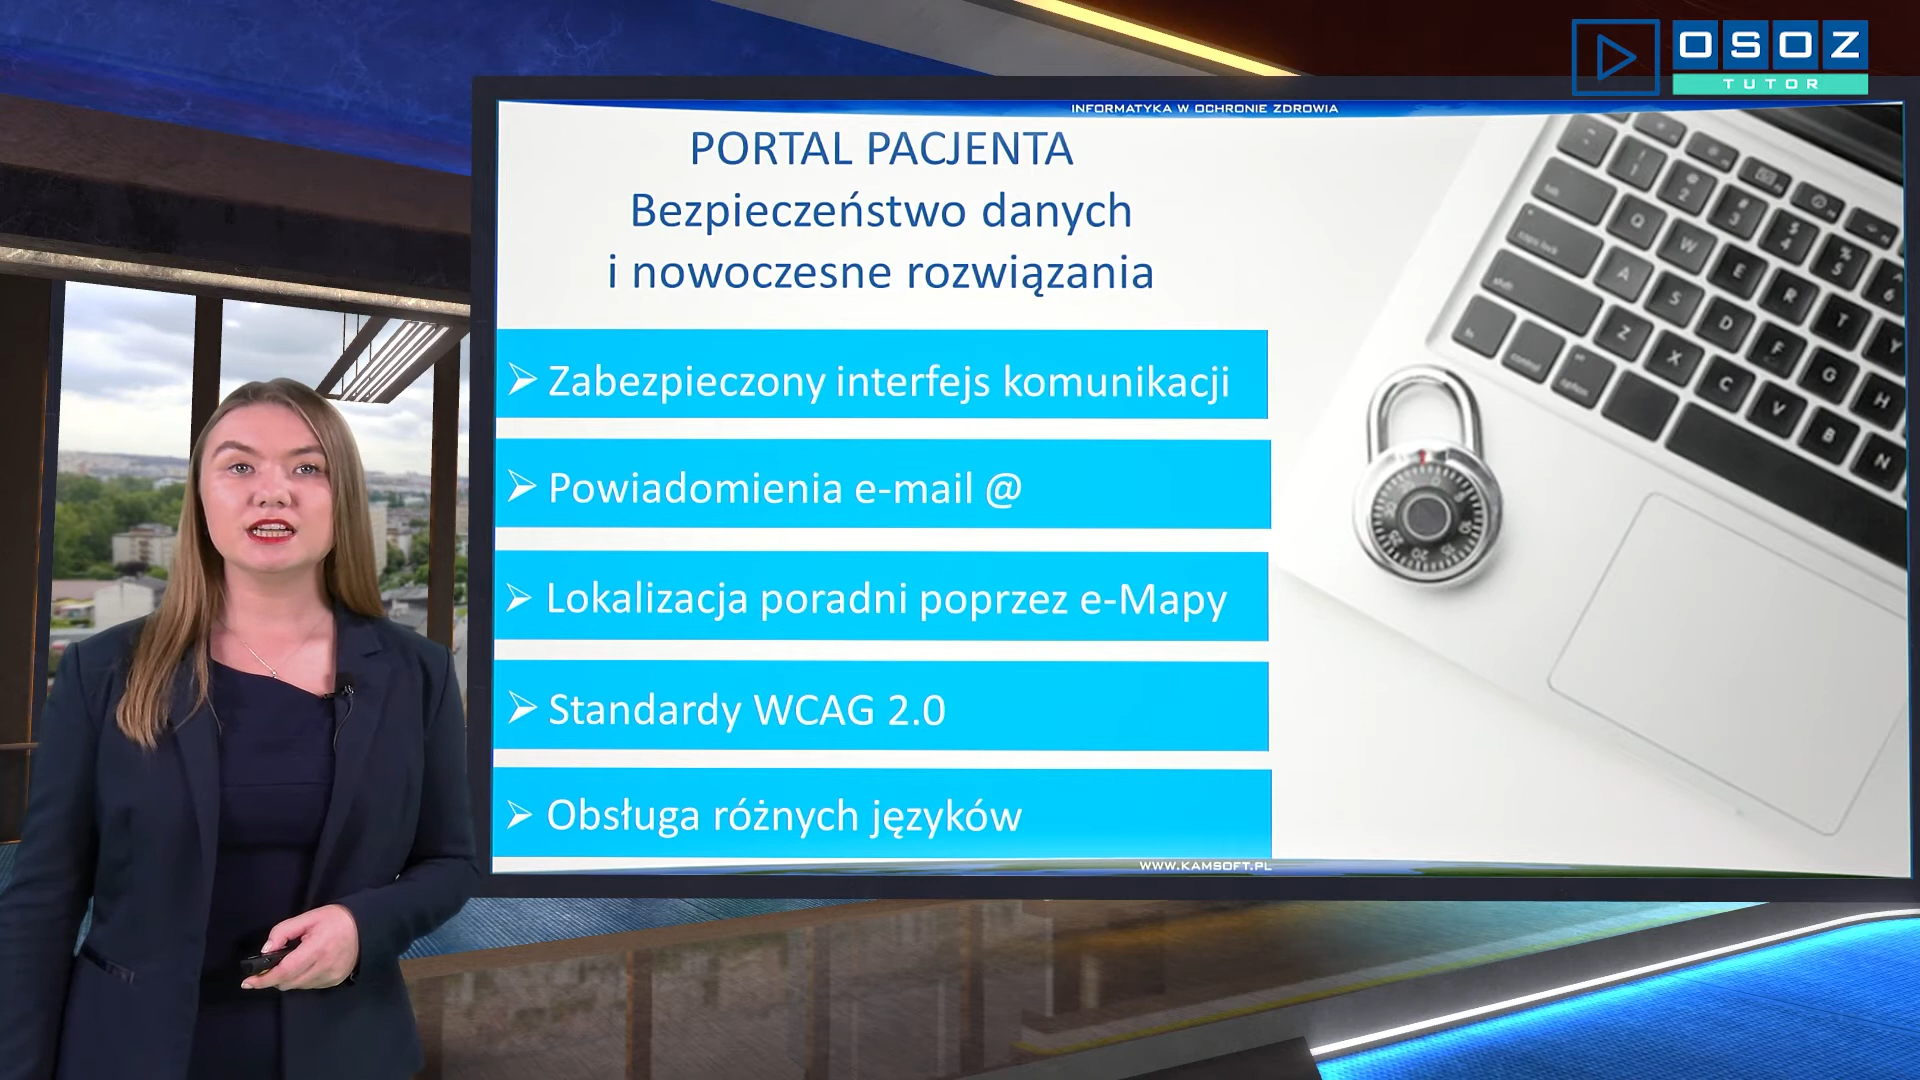 OSOZ
TUTOR
INFORMATYKA W OCHRONIE ZDROWIA
PORTAL PACJENTA
Bezpieczeństwo danych
i nowoczesne rozwiązania
➢ Zabezpieczony interfejs komunikacji
➢ Powiadomienia e-mail @
➢ Lokalizacja poradni poprzez e-Mapy
➢ Standardy WCAG 2.0
➢ Obsługa różnych języków
WWW.KAMSOFT.PL